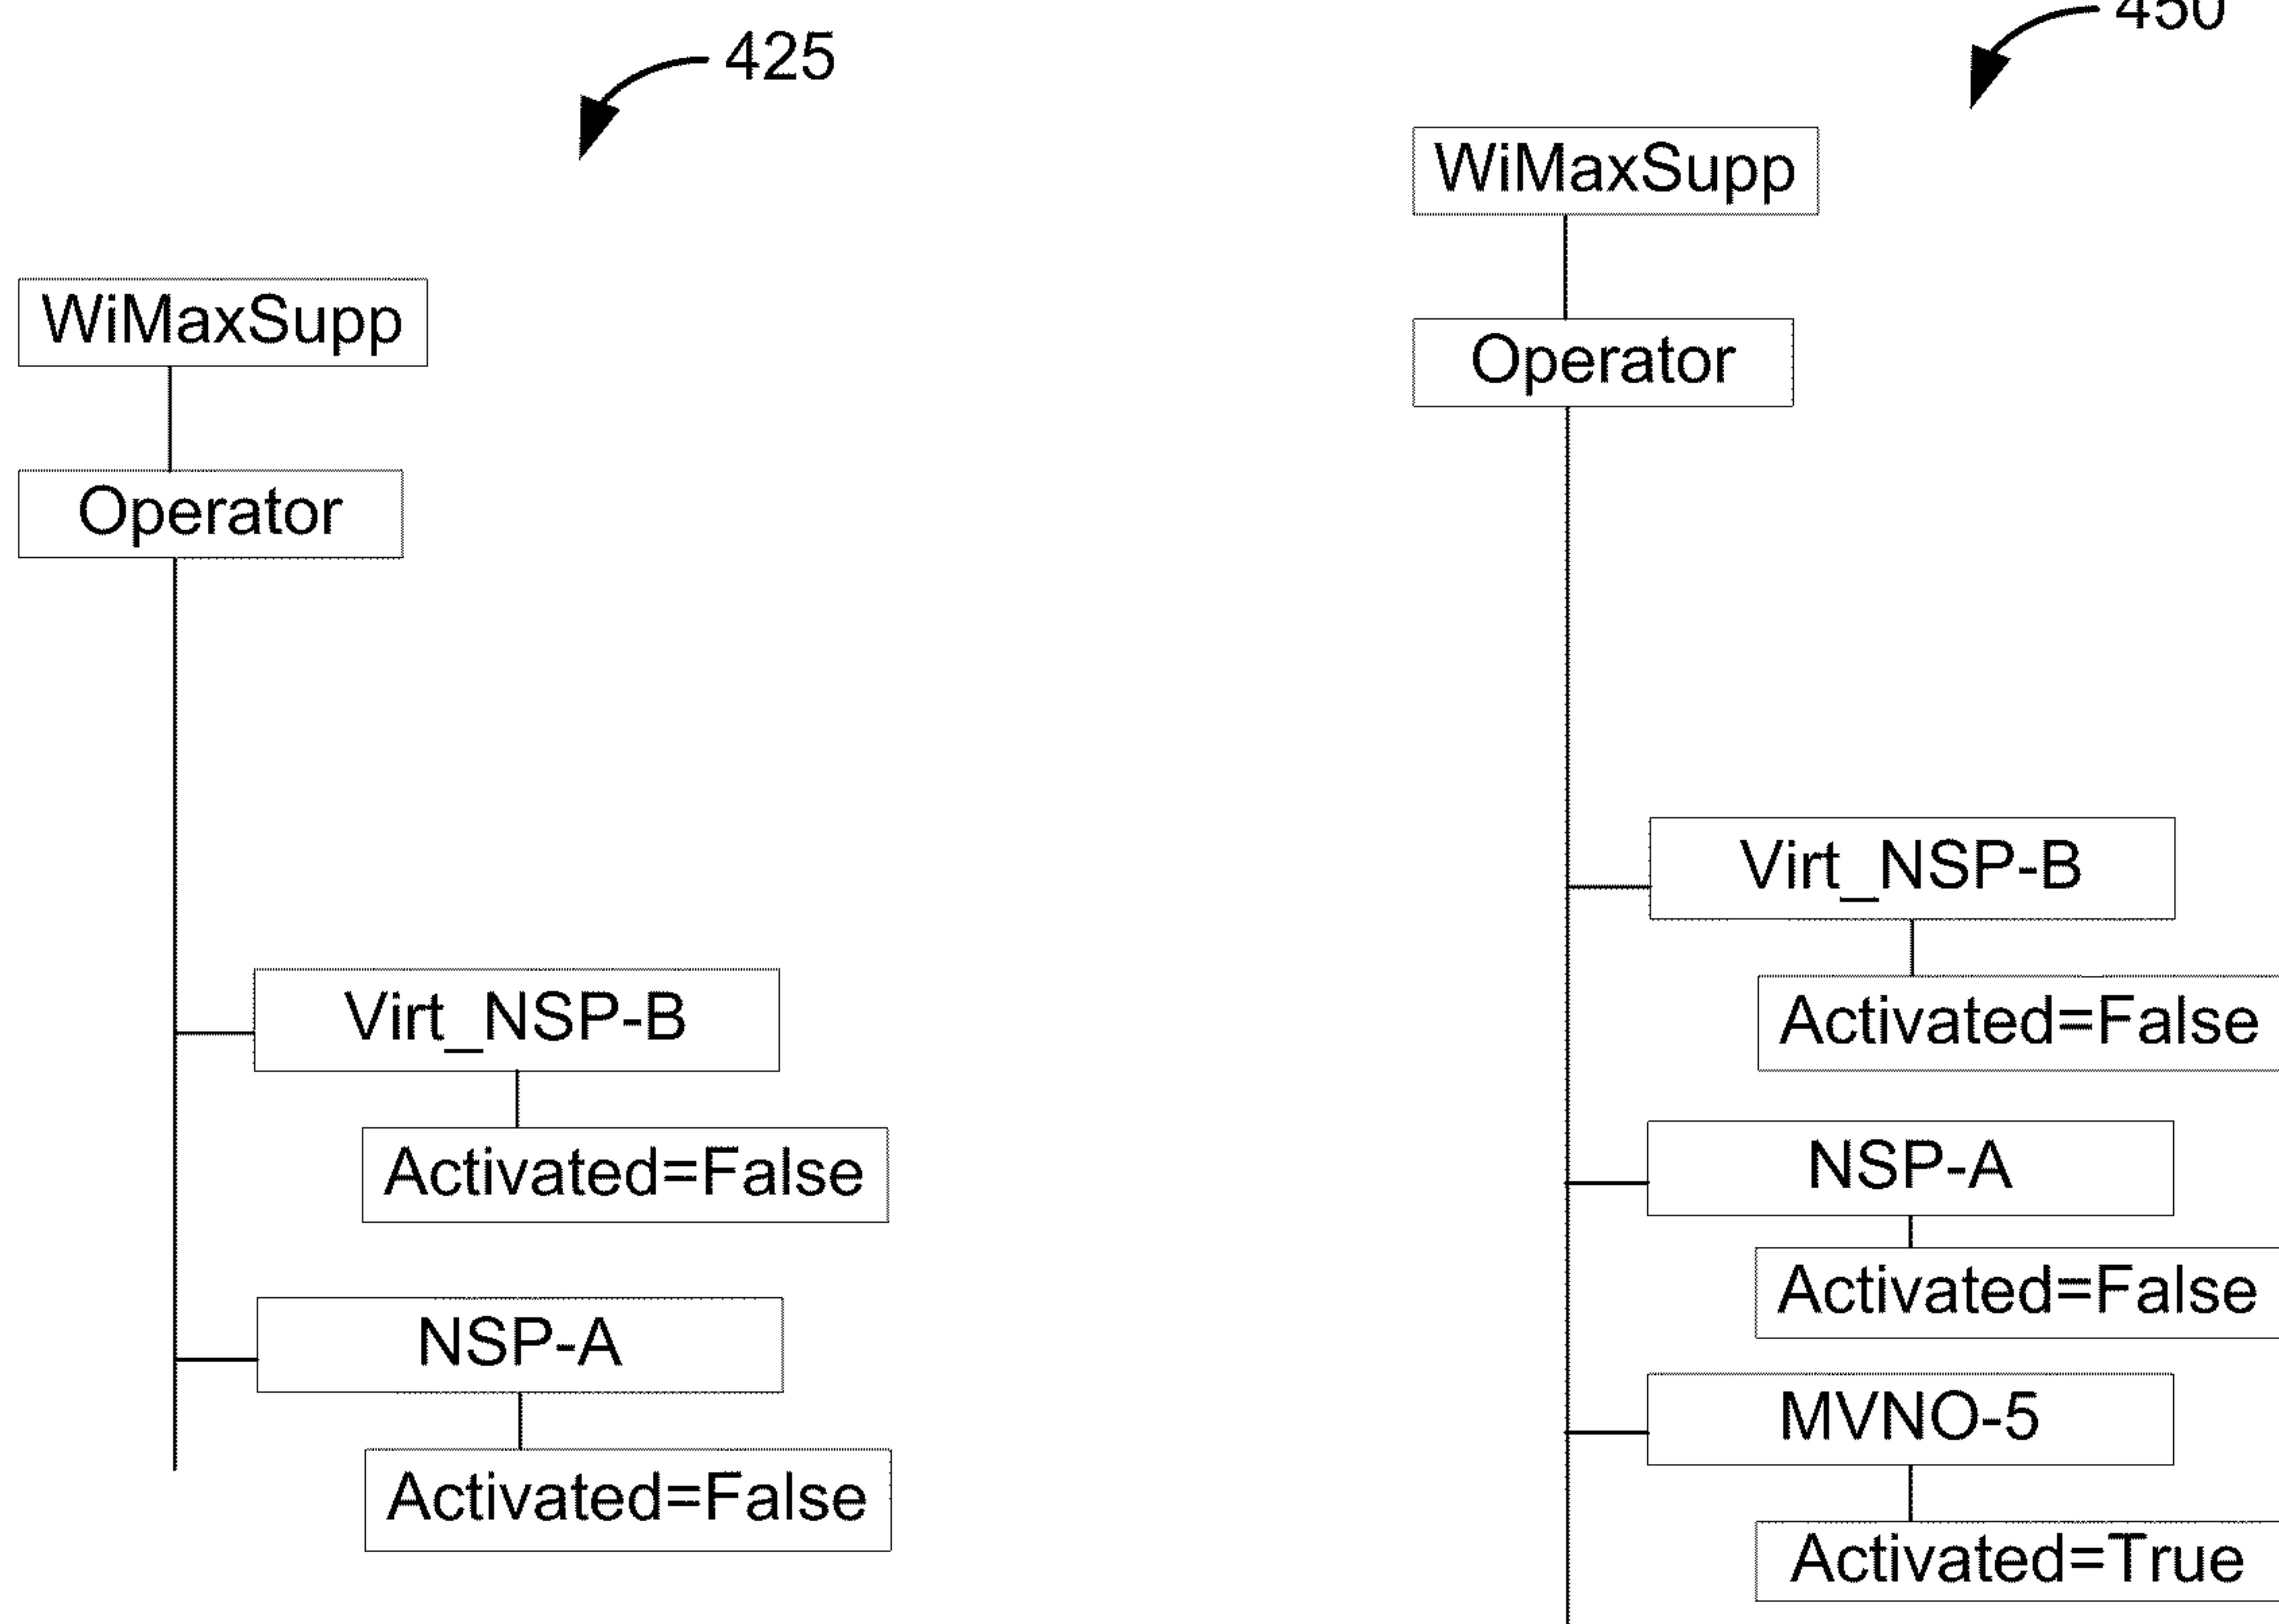 425
WiMaxSupp
Operator
Virt_NSP-B
Activated=False
NSP-A
Activated=False
450
WiMaxSupp
Operator
Virt_NSP-B
Activated=False
NSP-A
Activated=False
MVNO-5
Activated=True